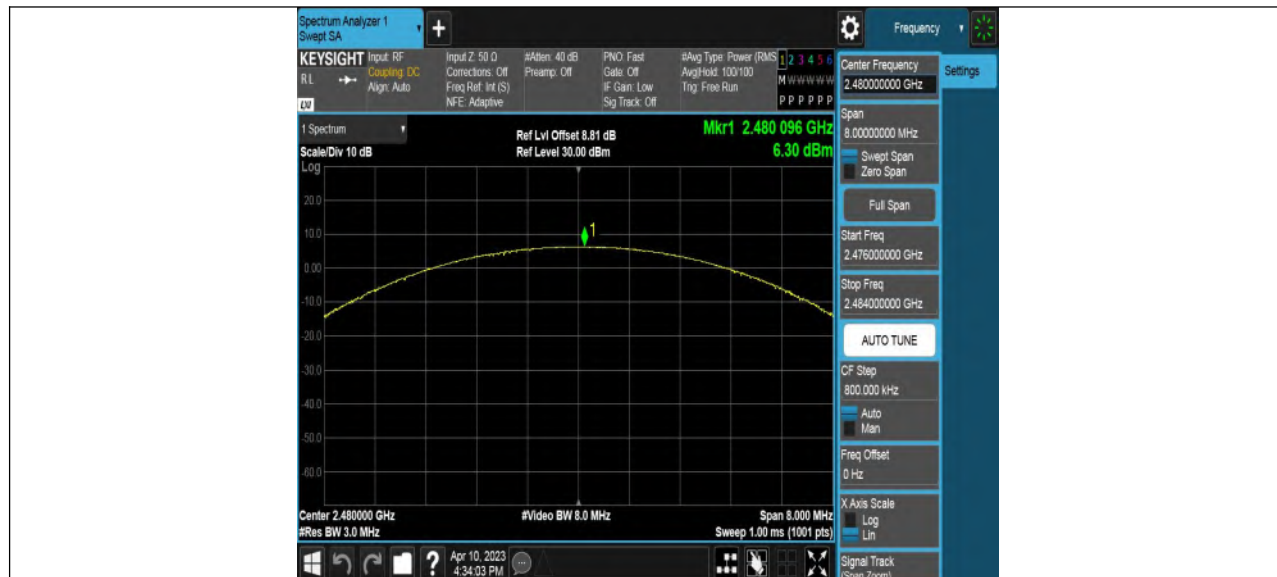 Spectrum Analyzer 1
Swept SA
+
Frequency
KEYSIGHT
RL
LXI
Input: RF
Coupling: DC
Align: Auto
Input Z: 50 Ω
Corrections: Off
Freq Ref: Int (S)
NFE: Adaptive
#Atten: 40 dB
Preamp: Off
PNO: Fast
Gate: Off
IF Gain: Low
Sig Track: Off
#Avg Type: Power (RMS
Avg|Hold: 100/100
Trig: Free Run
1 2 3 4 5 6
M W W W W W
P P P P P P
1 Spectrum
Scale/Div 10 dB
Ref Lvl Offset 8.81 dB
Ref Level 30.00 dBm
Mkr1 2.480 096 GHz
6.30 dBm
Log
20.0
10.0
0.00
-10.0
-20.0
-30.0
-40.0
-50.0
-60.0
1
Center 2.480000 GHz
#Res BW 3.0 MHz
#Video BW 8.0 MHz
Span 8.000 MHz
Sweep 1.00 ms (1001 pts)
?
Apr 10, 2023
4:34:03 PM
Center Frequency
2.480000000 GHz
Settings
Span
8.00000000 MHz
Swept Span
Zero Span
Full Span
Start Freq
2.476000000 GHz
Stop Freq
2.484000000 GHz
AUTO TUNE
CF Step
800.000 kHz
Auto
Man
Freq Offset
0 Hz
X Axis Scale
Log
Lin
Signal Track
(Span Zoom)